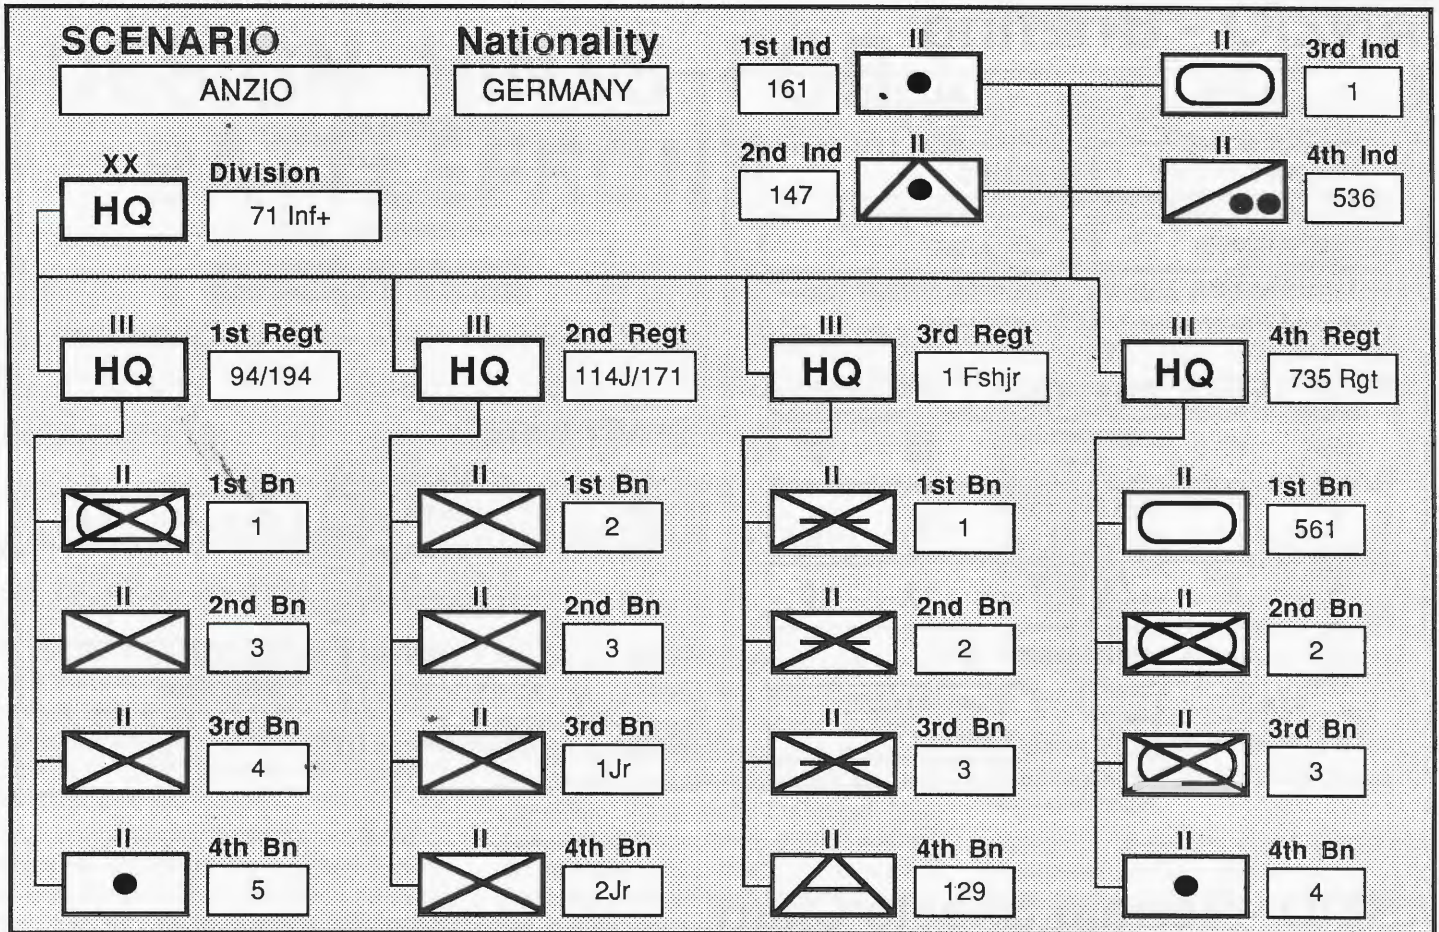 SCENARIO
ANZIO
Nationality
GERMANY
1st Ind
161
II
II
3rd Ind
1
2nd Ind
147
II
II
4th Ind
536
XX
HQ
Division
71 Inf+
III
HQ
1st Regt
94/194
III
HQ
2nd Regt
114J/171
III
HQ
3rd Regt
1 Fshjr
III
HQ
4th Regt
735 Rgt
II
1st Bn
1
II
1st Bn
2
II
1st Bn
1
II
1st Bn
561
II
2nd Bn
3
II
2nd Bn
3
II
2nd Bn
2
II
2nd Bn
2
II
3rd Bn
4
II
3rd Bn
1Jr
II
3rd Bn
3
II
3rd Bn
3
II
4th Bn
5
II
4th Bn
2Jr
II
4th Bn
129
II
4th Bn
4